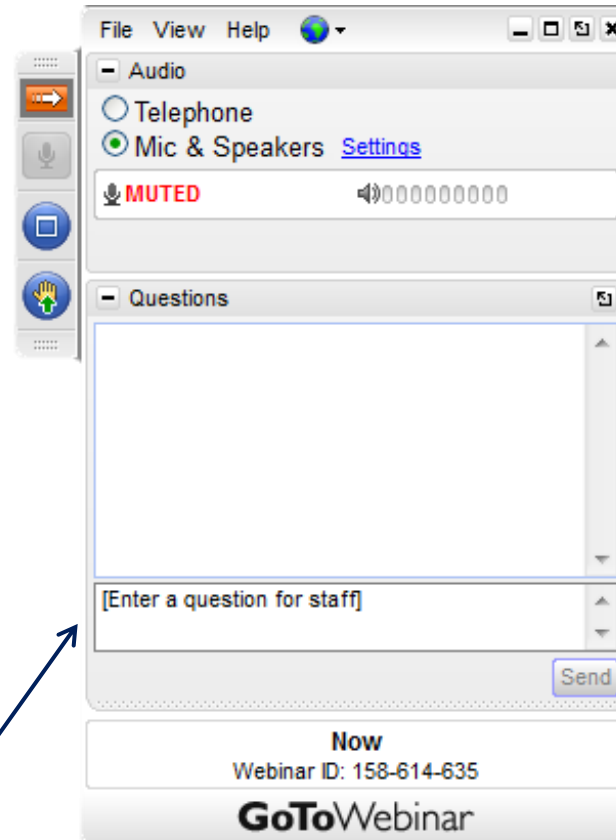 File View Help
Audio
Telephone
Mic & Speakers Settings
MUTED 000000000
Questions
[Enter a question for staff]
Send
Now
Webinar ID: 158-614-635
GoToWebinar